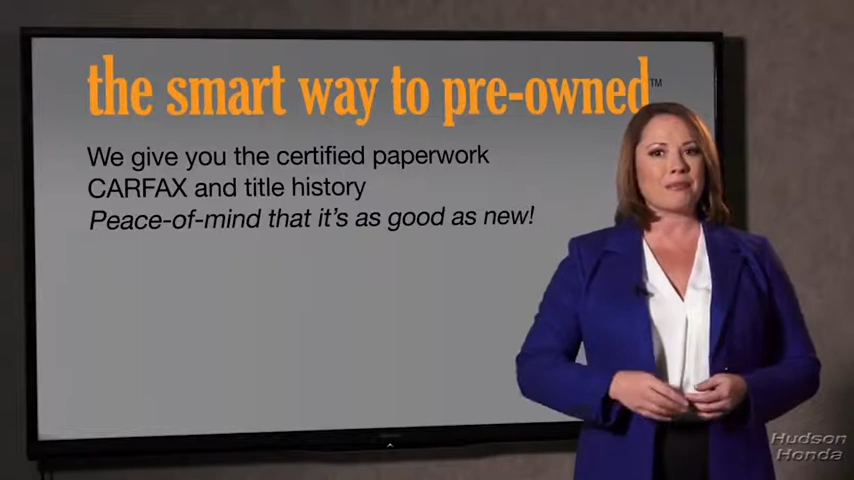 the smart way to pre-owned™
We give you the certified paperwork
CARFAX and title history
Peace-of-mind that it's as good as new!
Hudson
Honda